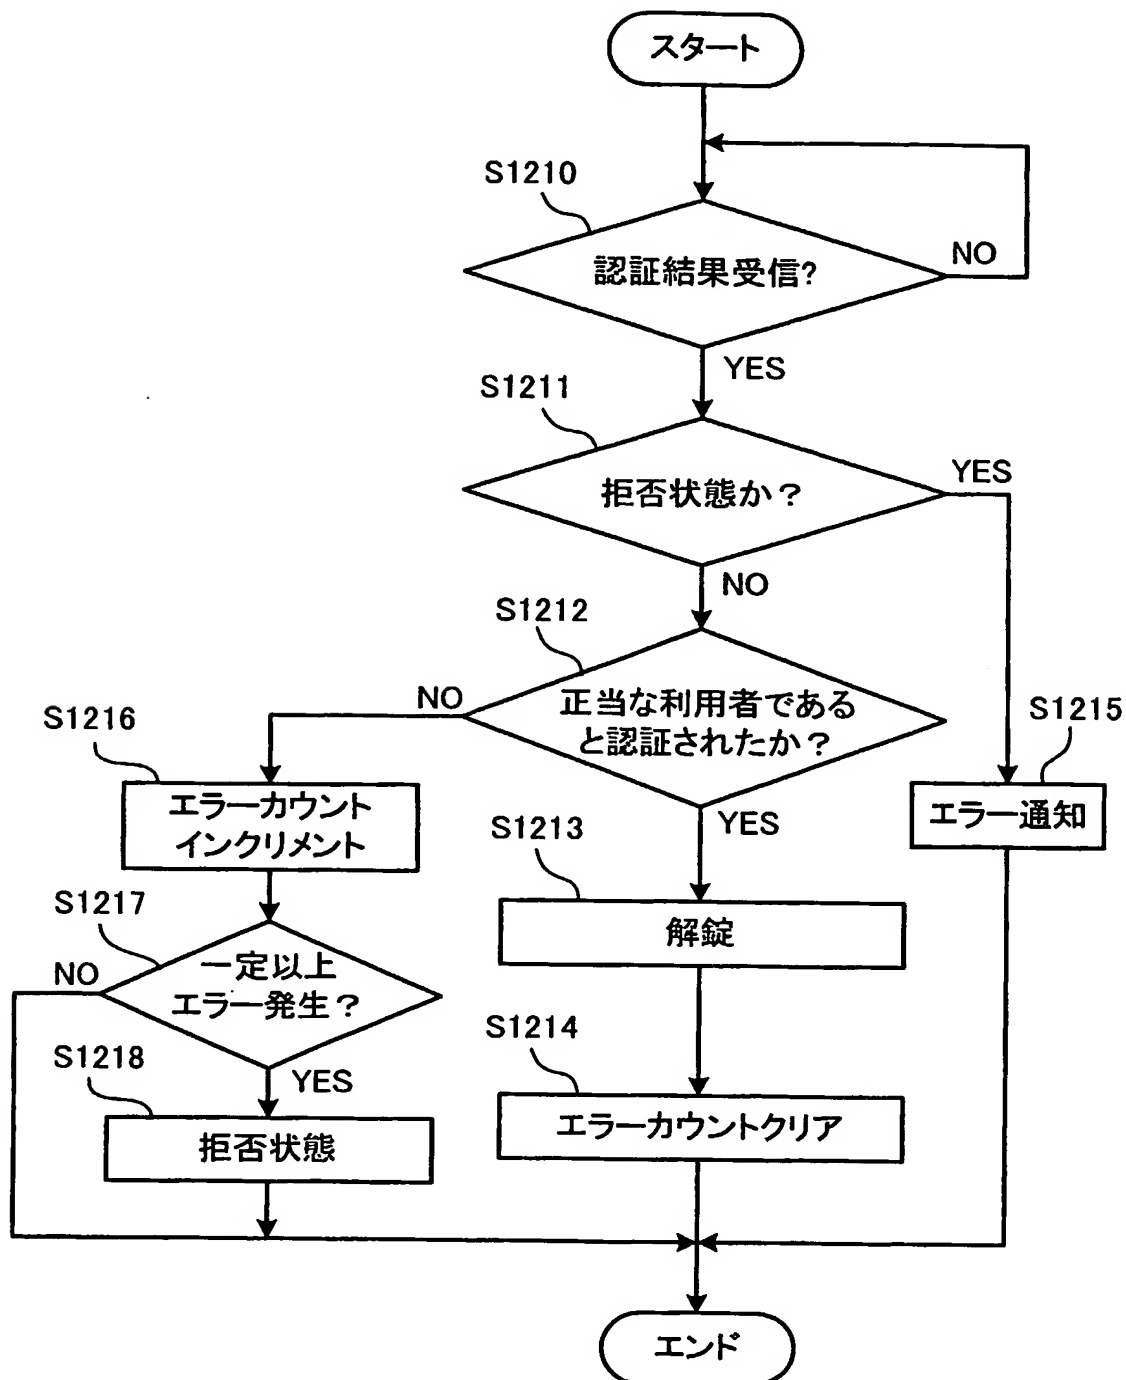 スタート
S1210
認証結果受信?
NO
YES
S1211
拒否状態か?
YES
NO
S1212
正当な利用者である
と認証されたか?
NO
YES
S1216
エラーカウント
インクリメント
S1215
エラー通知
S1213
解錠
S1217
一定以上
エラー発生?
NO
YES
S1214
エラーカウントクリア
S1218
拒否状態
エンド